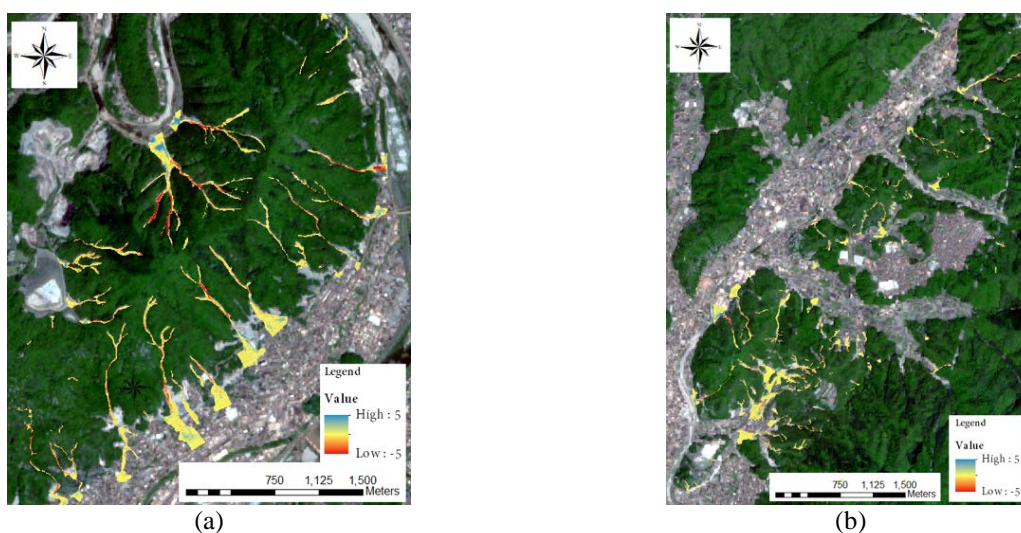 N
W E
S
Legend
Value
High : 5
Low : -5
750 1,125 1,500
Meters
(a)
N
W E
S
Legend
Value
High : 5
Low : -5
750 1,125 1,500
Meters
(b)